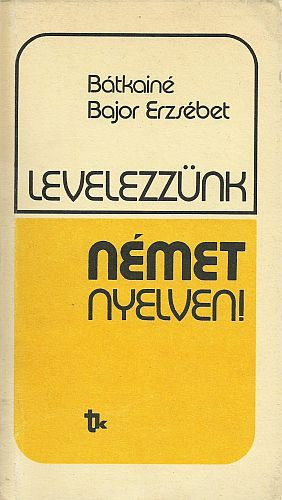 Bátkainé
Bajor Erzsébet
LEVELEZZÜNK
NÉMET
NYELVEN!
tk